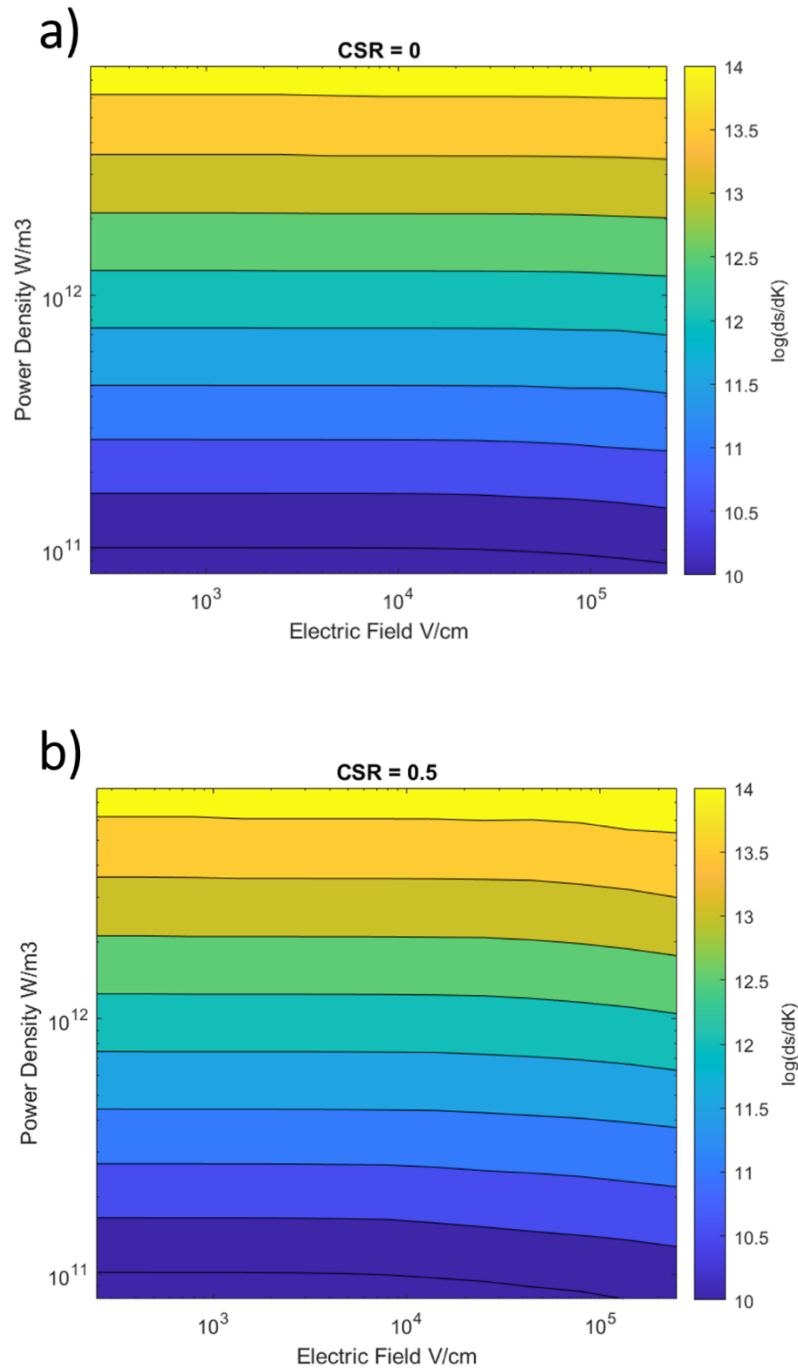 a)
CSR = 0
14
13.5
13
12.5
12
11.5
11
10.5
10
log(ds/dK)
Power Density W/m3
10^12
10^11
10^3 10^4 10^5
Electric Field V/cm
b)
CSR = 0.5
14
13.5
13
12.5
12
11.5
11
10.5
10
log(ds/dK)
Power Density W/m3
10^12
10^11
10^3 10^4 10^5
Electric Field V/cm